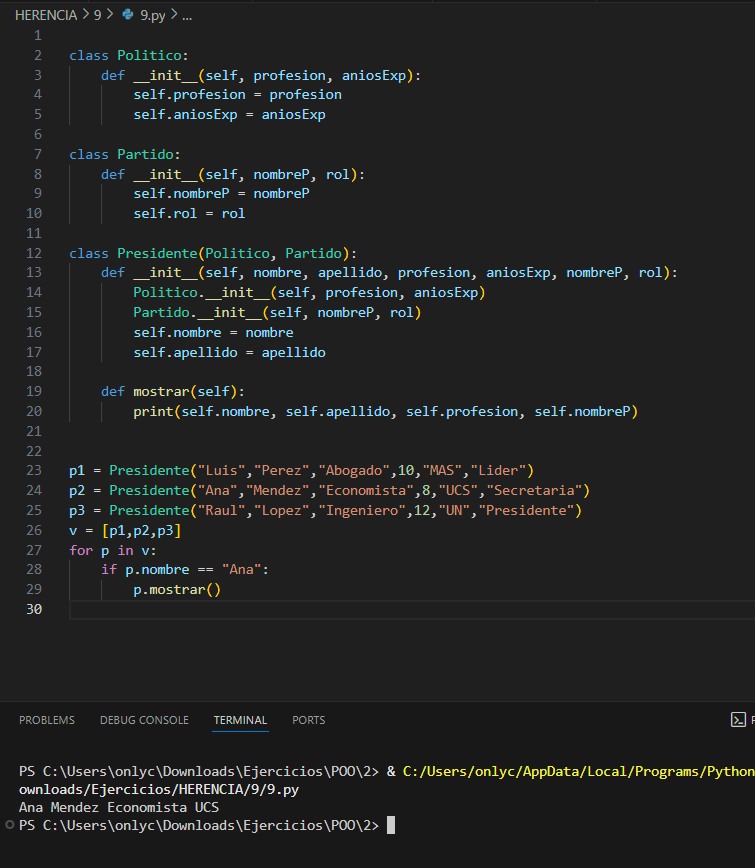 HERENCIA > 9 > 9.py > ...
1
2 class Politico:
3     def __init__(self, profesion, aniosExp):
4         self.profesion = profesion
5         self.aniosExp = aniosExp
6
7 class Partido:
8     def __init__(self, nombreP, rol):
9         self.nombreP = nombreP
10         self.rol = rol
11
12 class Presidente(Politico, Partido):
13     def __init__(self, nombre, apellido, profesion, aniosExp, nombreP, rol):
14         Politico.__init__(self, profesion, aniosExp)
15         Partido.__init__(self, nombreP, rol)
16         self.nombre = nombre
17         self.apellido = apellido
18
19     def mostrar(self):
20         print(self.nombre, self.apellido, self.profesion, self.nombreP)
21
22
23 p1 = Presidente("Luis","Perez","Abogado",10,"MAS","Lider")
24 p2 = Presidente("Ana","Mendez","Economista",8,"UCS","Secretaria")
25 p3 = Presidente("Raul","Lopez","Ingeniero",12,"UN","Presidente")
26 v = [p1,p2,p3]
27 for p in v:
28     if p.nombre == "Ana":
29         p.mostrar()
30
PROBLEMS DEBUG CONSOLE TERMINAL PORTS
PS C:\Users\onlyc\Downloads\Ejercicios\POO\2> & C:/Users/onlyc/AppData/Local/Programs/Python
ownloads/Ejercicios/HERENCIA/9/9.py
Ana Mendez Economista UCS
PS C:\Users\onlyc\Downloads\Ejercicios\POO\2>